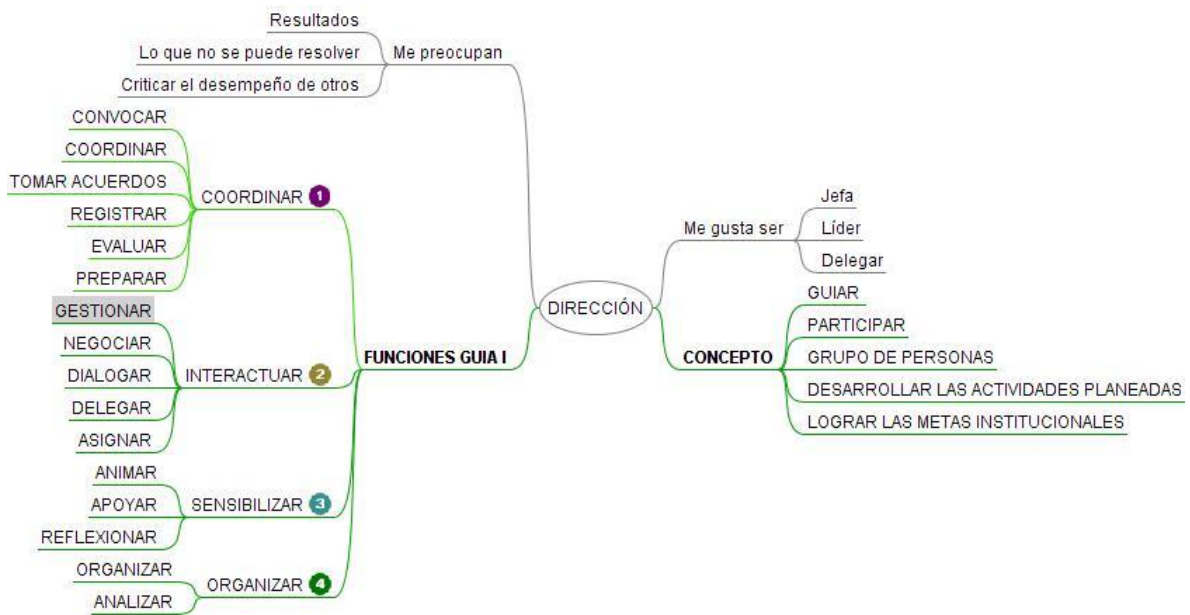 Resultados
Lo que no se puede resolver
Criticar el desempeño de otros
Me preocupan
CONVOCAR
COORDINAR
TOMAR ACUERDOS
REGISTRAR
EVALUAR
PREPARAR
COORDINAR 1
GESTIONAR
NEGOCIAR
DIALOGAR
DELEGAR
ASIGNAR
INTERACTUAR 2
ANIMAR
APOYAR
REFLEXIONAR
SENSIBILIZAR 3
ORGANIZAR
ANALIZAR
ORGANIZAR 4
FUNCIONES GUIA I
DIRECCIÓN
Me gusta ser
Jefa
Líder
Delegar
CONCEPTO
GUIAR
PARTICIPAR
GRUPO DE PERSONAS
DESARROLLAR LAS ACTIVIDADES PLANEADAS
LOGRAR LAS METAS INSTITUCIONALES